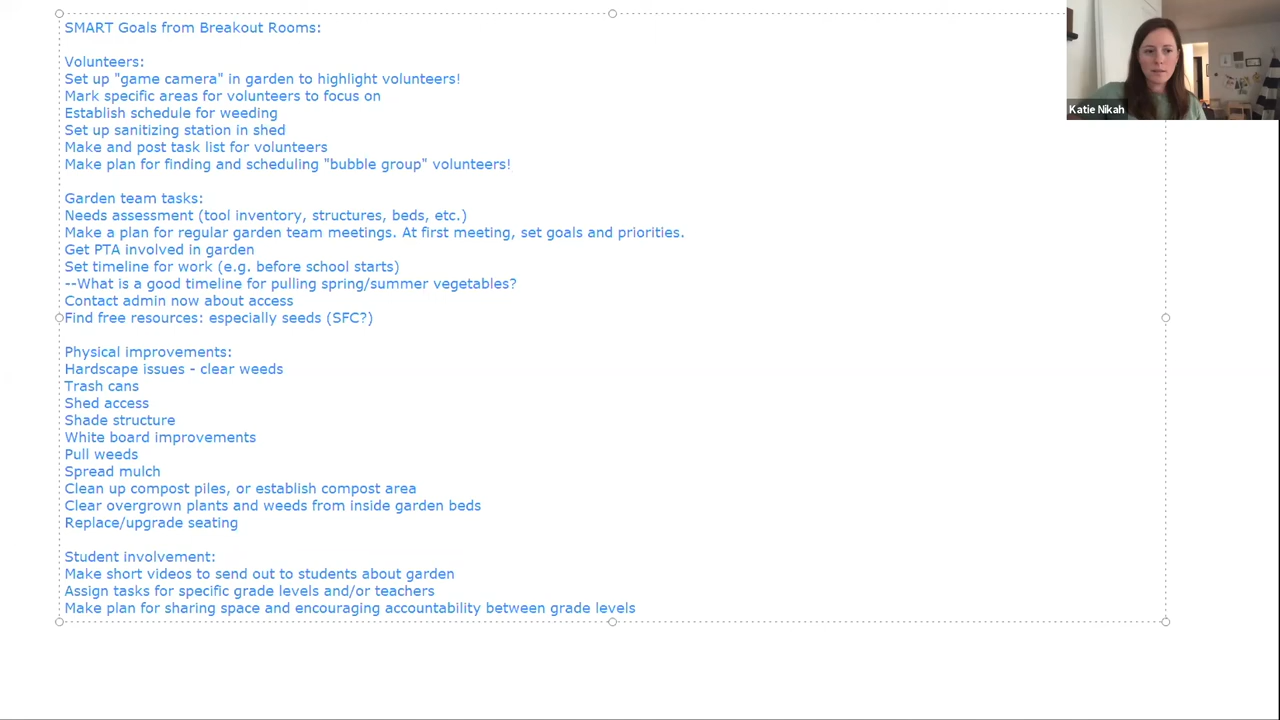 SMART Goals from Breakout Rooms:
Volunteers:
Set up "game camera" in garden to highlight volunteers!
Mark specific areas for volunteers to focus on
Establish schedule for weeding
Set up sanitizing station in shed
Make and post task list for volunteers
Make plan for finding and scheduling "bubble group" volunteers!
Garden team tasks:
Needs assessment (tool inventory, structures, beds, etc.)
Make a plan for regular garden team meetings. At first meeting, set goals and priorities.
Get PTA involved in garden
Set timeline for work (e.g. before school starts)
--What is a good timeline for pulling spring/summer vegetables?
Contact admin now about access
Find free resources: especially seeds (SFC?)
Physical improvements:
Hardscape issues - clear weeds
Trash cans
Shed access
Shade structure
White board improvements
Pull weeds
Spread mulch
Clean up compost piles, or establish compost area
Clear overgrown plants and weeds from inside garden beds
Replace/upgrade seating
Student involvement:
Make short videos to send out to students about garden
Assign tasks for specific grade levels and/or teachers
Make plan for sharing space and encouraging accountability between grade levels
Katie Nikah